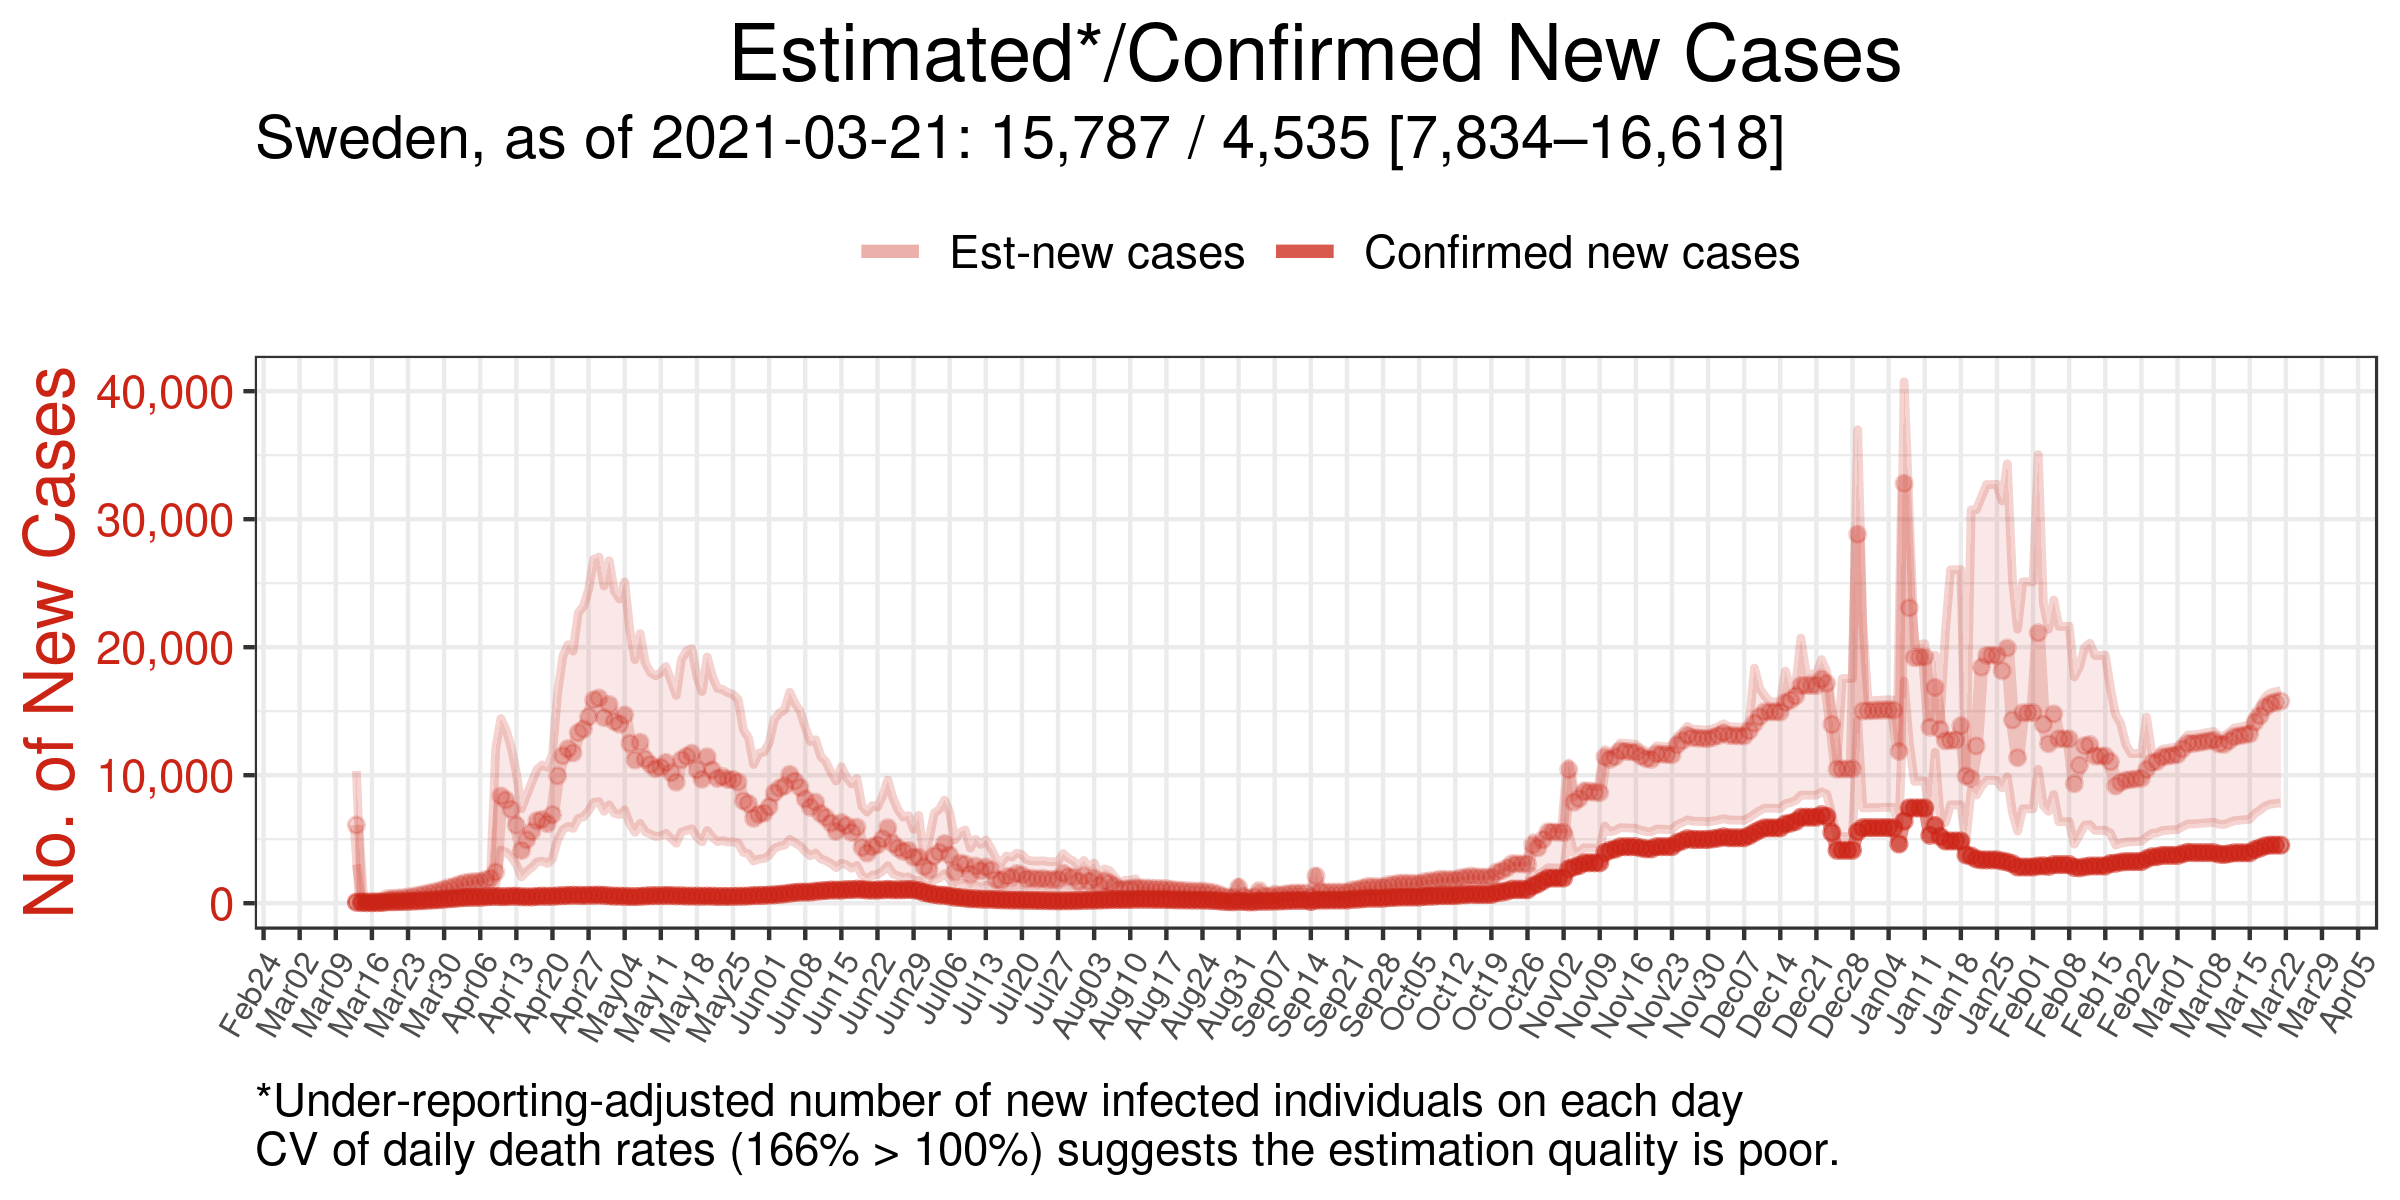 Estimated*/Confirmed New Cases
Sweden, as of 2021-03-21: 15,787 / 4,535 [7,834–16,618]
Est-new cases
Confirmed new cases
No. of New Cases
40,000
30,000
20,000
10,000
0
Feb24
Mar02
Mar09
Mar16
Mar23
Mar30
Apr06
Apr13
Apr20
Apr27
May04
May11
May18
May25
Jun01
Jun08
Jun15
Jun22
Jun29
Jul06
Jul13
Jul20
Jul27
Aug03
Aug10
Aug17
Aug24
Aug31
Sep07
Sep14
Sep21
Sep28
Oct05
Oct12
Oct19
Oct26
Nov02
Nov09
Nov16
Nov23
Nov30
Dec07
Dec14
Dec21
Dec28
Jan04
Jan11
Jan18
Jan25
Feb01
Feb08
Feb15
Feb22
Mar01
Mar08
Mar15
Mar22
Mar29
Apr05
*Under-reporting-adjusted number of new infected individuals on each day
CV of daily death rates (166% > 100%) suggests the estimation quality is poor.